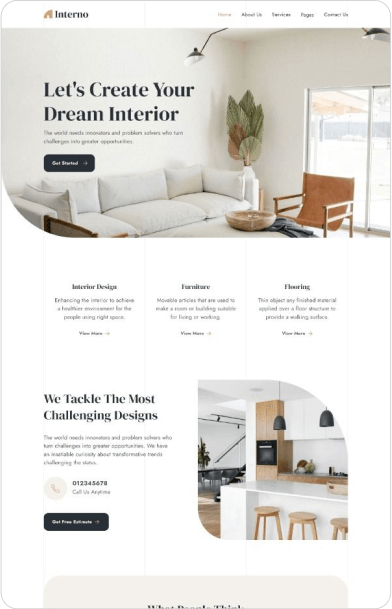 Interno
Home About Us Services Pages Contact Us
Let's Create Your
Dream Interior
The world needs innovators and problem solvers who turn
challenges into greater opportunities.
Get Started →
Interior Design
Enhancing the interior to achieve
a healthier environment for the
people using right space.
View More →
Furniture
Movable articles that are used to
make a room or building suitable
for living or working.
View More →
Flooring
Thin object any finished material
applied over a floor structure to
provide a walking surface.
View More →
We Tackle The Most
Challenging Designs
The world needs innovators and problem solvers who
turn challenges into greater opportunities. We have
an insatiable curiosity about transformative trends
challenging the status.
012345678
Call Us Anytime
Get Free Estimate →
What People Think